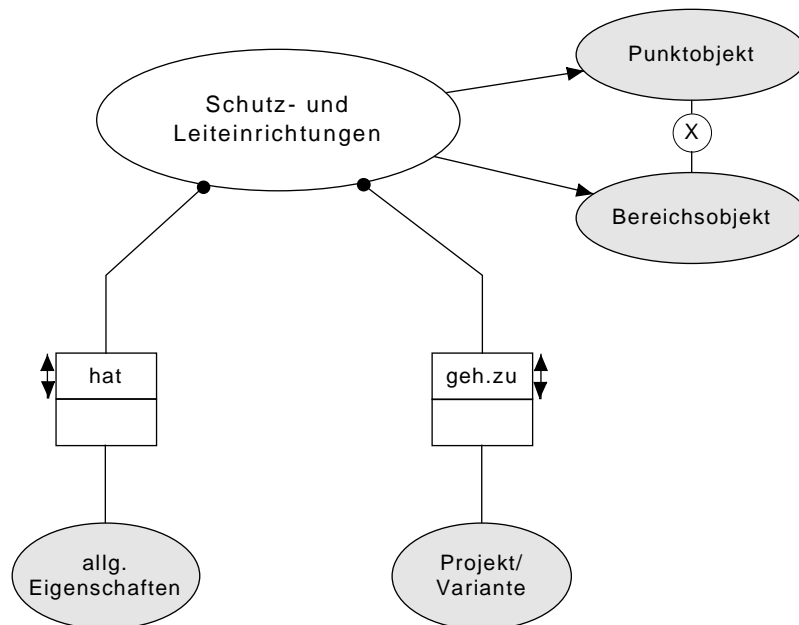 Punktobjekt
Schutz- und
Leiteinrichtungen
X
Bereichsobjekt
hat
geh.zu
allg.
Eigenschaften
Projekt/
Variante